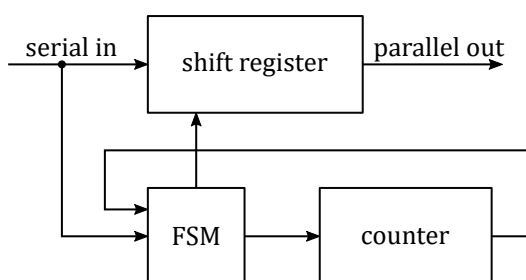 serial in
shift register
parallel out
FSM
counter